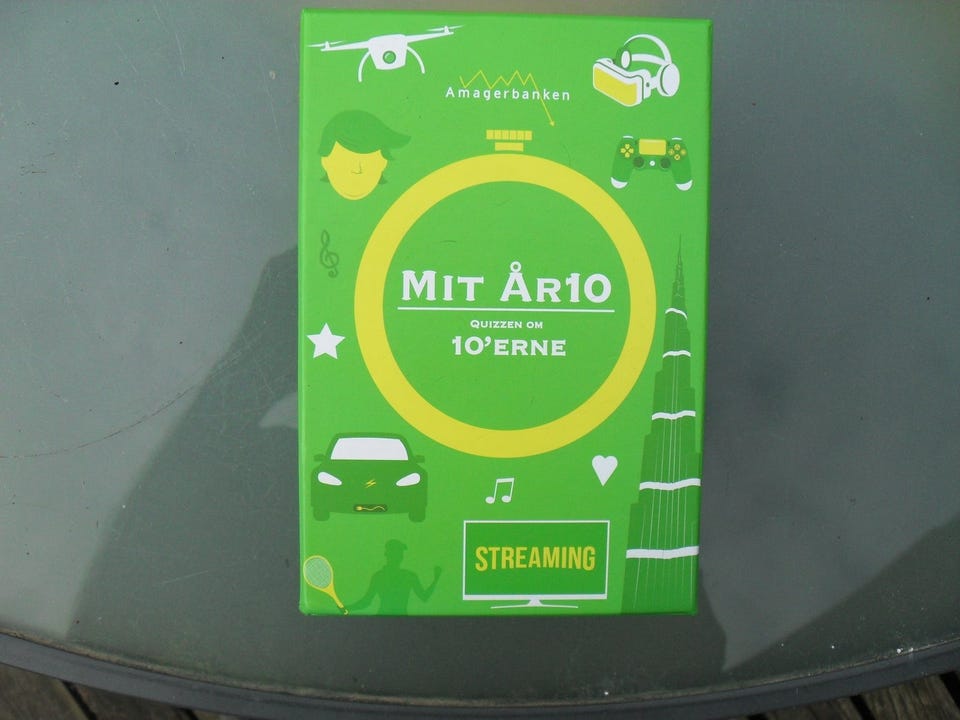 Amagerbanken
MIT ÅR10
QUIZZEN OM
10'ERNE
STREAMING